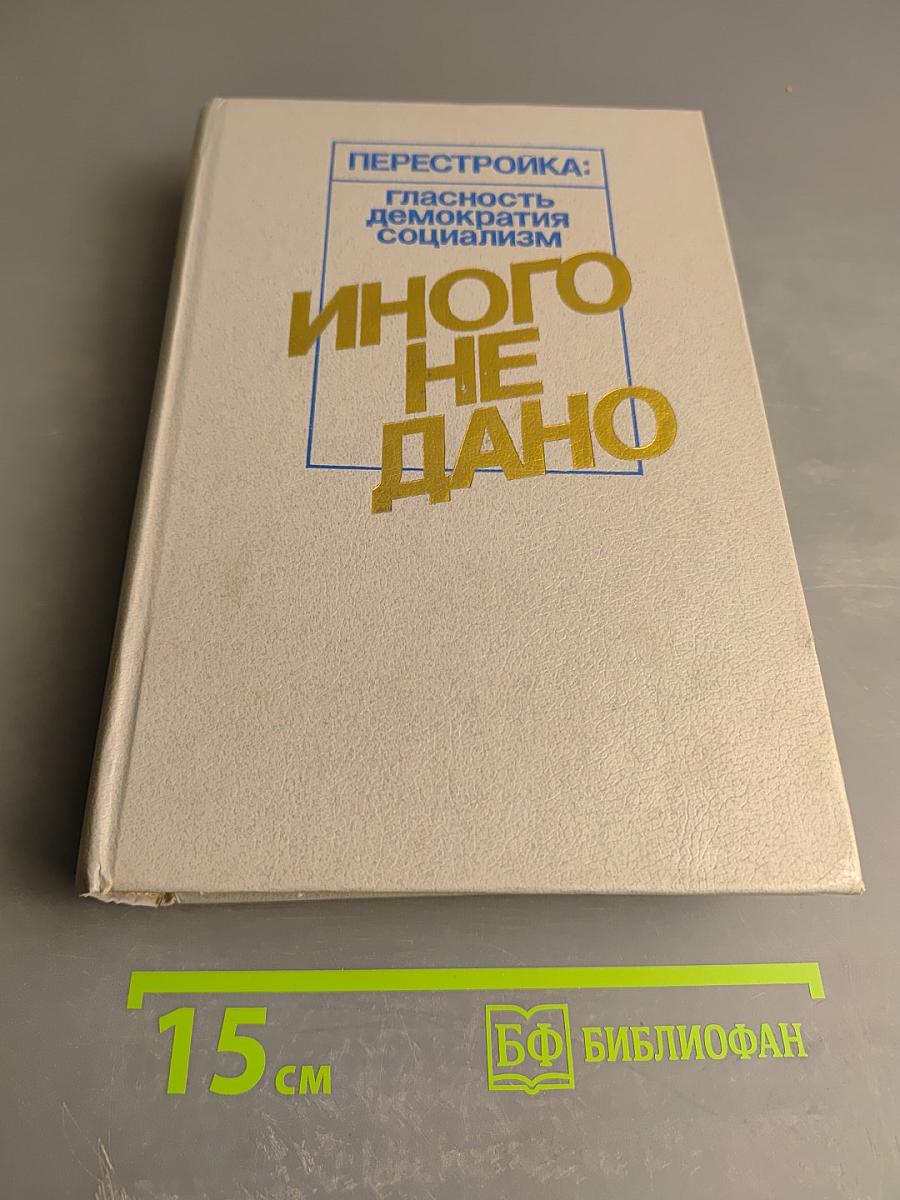 ПЕРЕСТРОЙКА:
гласность
демократия
социализм
ИНОГО
НЕ
ДАНО
15 см
БФ БИБЛИОФАН